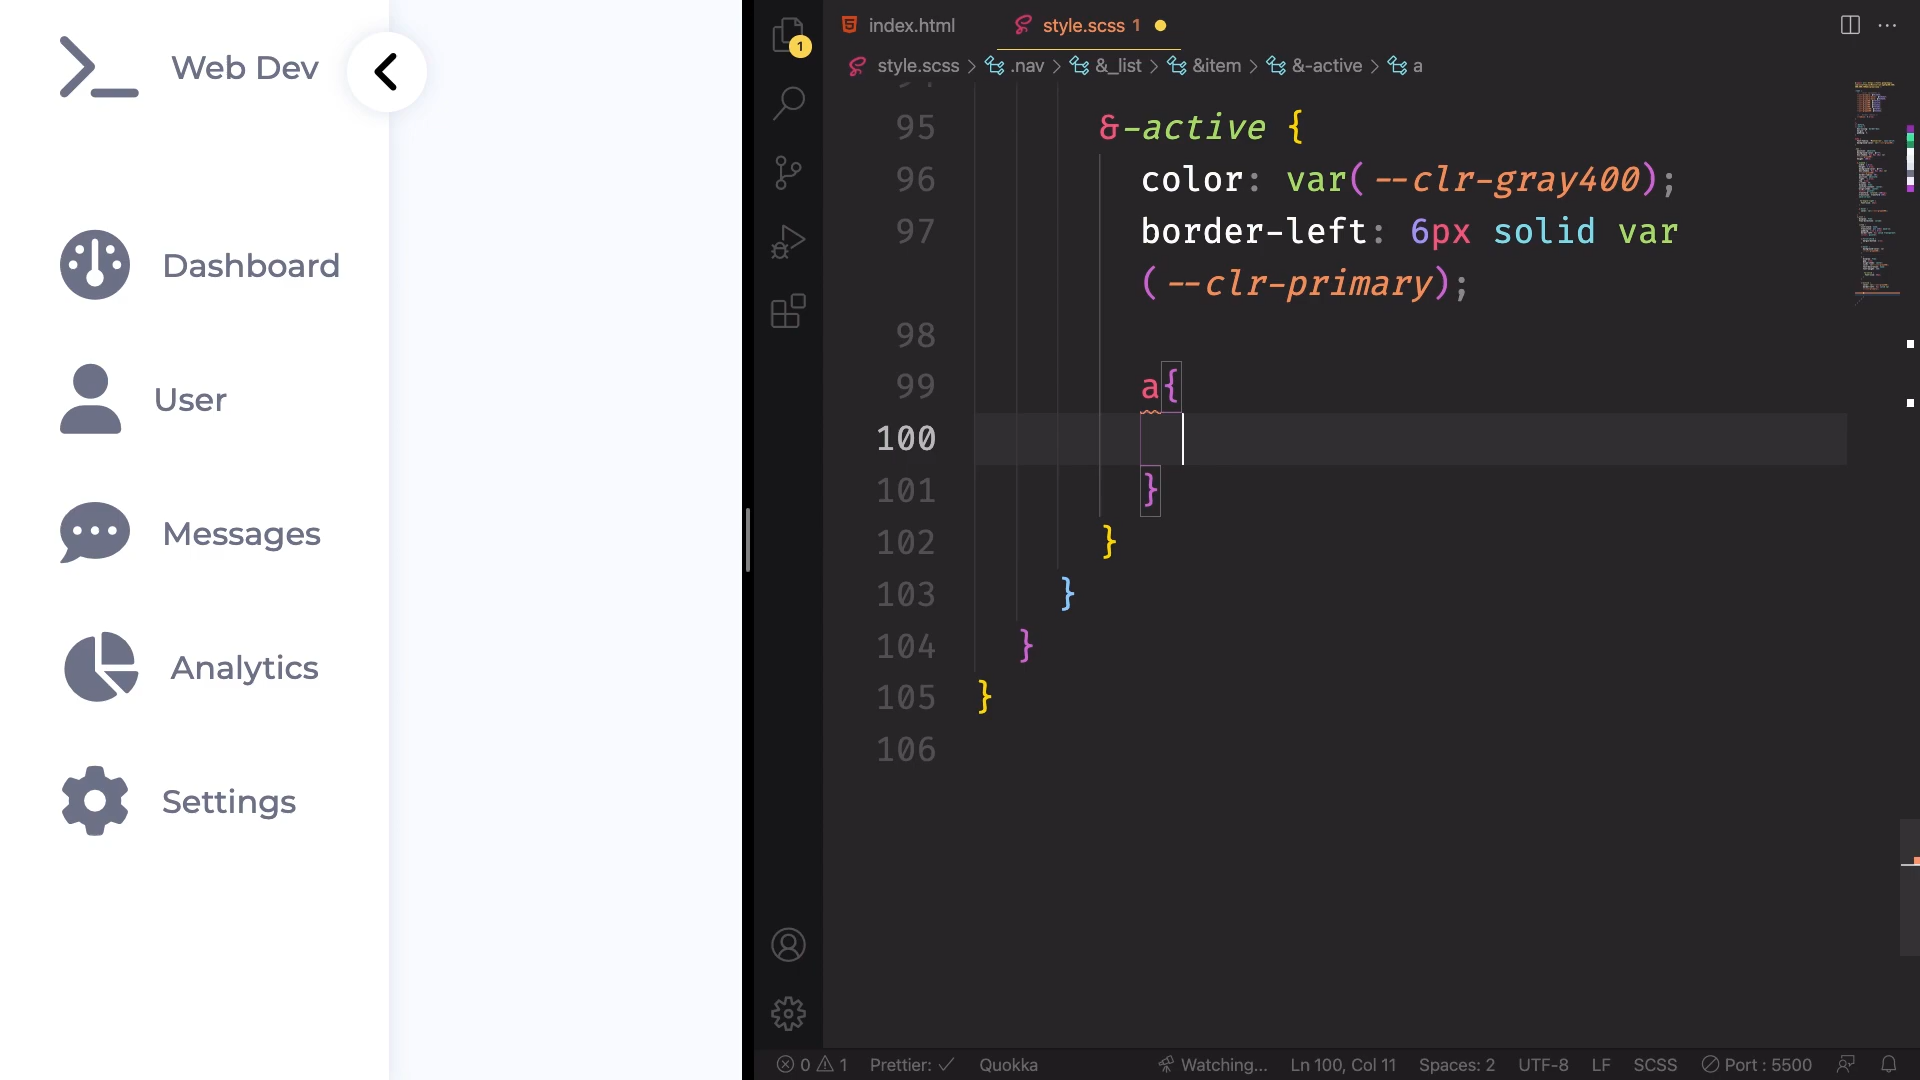 Web Dev
Dashboard
User
Messages
Analytics
Settings
1
index.html
style.scss 1
style.scss > .nav > &_list > &item > &-active > a
95 &-active {
96 color: var(--clr-gray400);
97 border-left: 6px solid var
(--clr-primary);
98
99 a{
100
101 }
102 }
103 }
104 }
105 }
106
0 1 Prettier: Quokka Watching... Ln 100, Col 11 Spaces: 2 UTF-8 LF SCSS Port : 5500